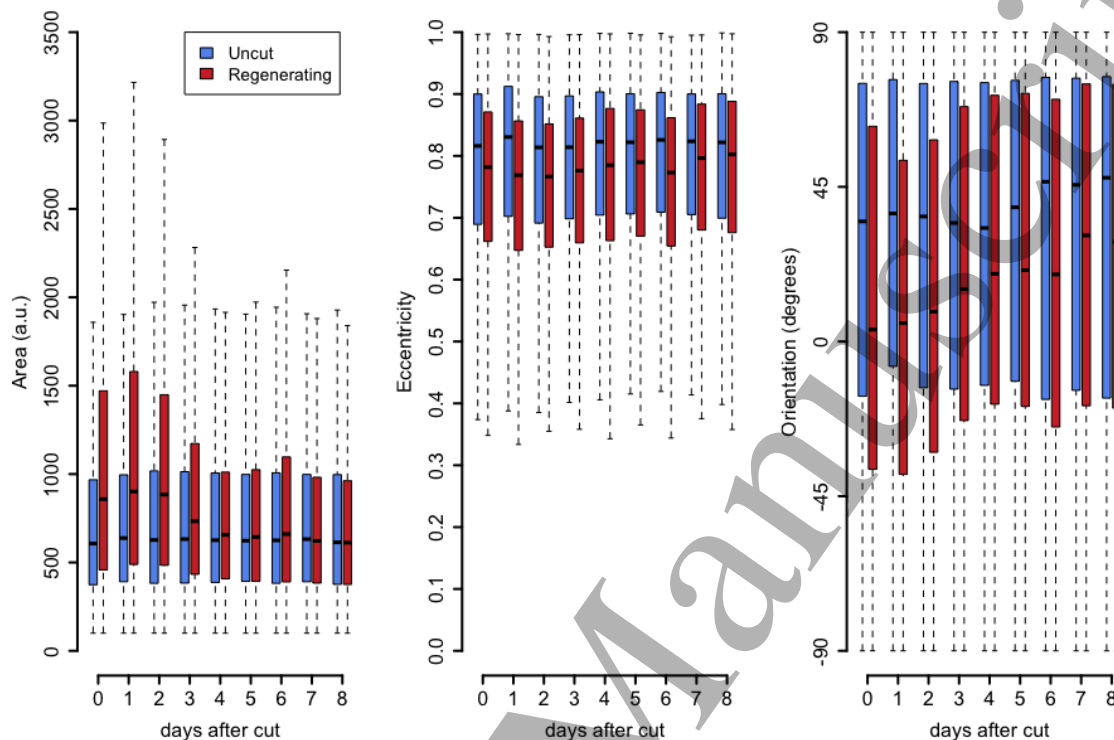 Uncut
Regenerating
Area (a.u.)
0
500
1000
1500
2000
2500
3000
3500
0 1 2 3 4 5 6 7 8
days after cut
Eccentricity
0.0
0.1
0.2
0.3
0.4
0.5
0.6
0.7
0.8
0.9
1.0
0 1 2 3 4 5 6 7 8
days after cut
Orientation (degrees)
-90
-45
0
45
90
0 1 2 3 4 5 6 7 8
days after cut
Manuscri